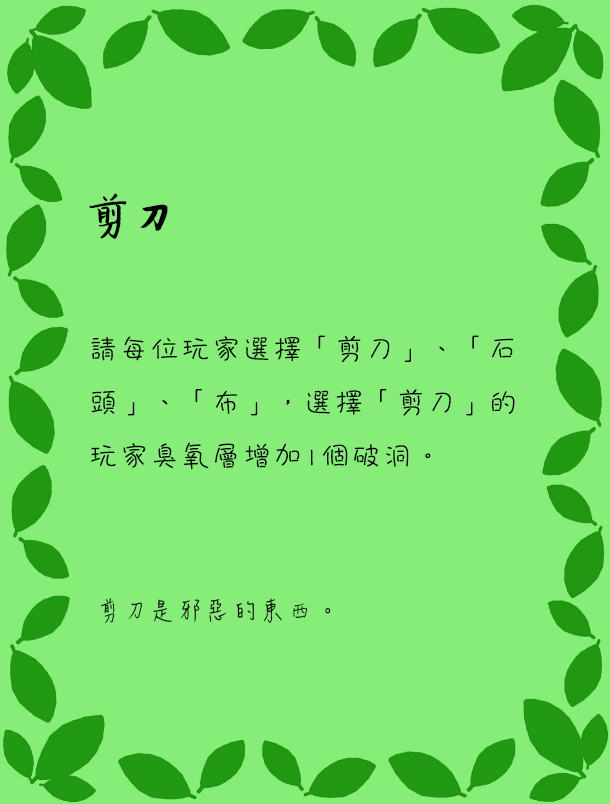 剪刀
請每位玩家選擇「剪刀」、「石
頭」、「布」，選擇「剪刀」的
玩家臭氧層增加1個破洞。
剪刀是邪惡的東西。